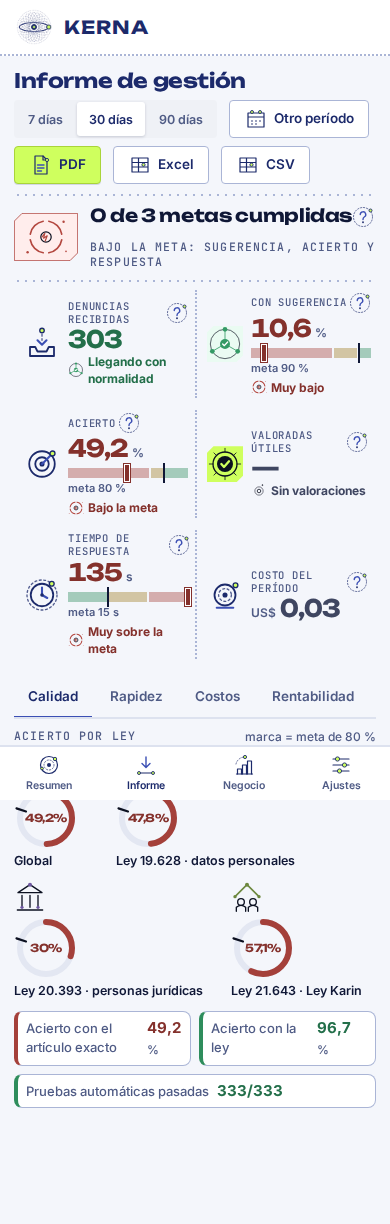 KERNA
Informe de gestión
7 días
30 días
90 días
Otro período
PDF
Excel
CSV
0 de 3 metas cumplidas
?
BAJO LA META: SUGERENCIA, ACIERTO Y
RESPUESTA
DENUNCIAS
RECIBIDAS
?
303
Llegando con
normalidad
CON SUGERENCIA
?
10,6 %
meta 90 %
Muy bajo
ACIERTO
?
49,2 %
meta 80 %
Bajo la meta
VALORADAS
ÚTILES
?
—
Sin valoraciones
TIEMPO DE
RESPUESTA
?
135 s
meta 15 s
Muy sobre la
meta
COSTO DEL
PERÍODO
?
US$ 0,03
Calidad
Rapidez
Costos
Rentabilidad
ACIERTO POR LEY
marca = meta de 80 %
Resumen
Informe
Negocio
Ajustes
49,2%
Global
47,8%
Ley 19.628 · datos personales
30%
Ley 20.393 · personas jurídicas
57,1%
Ley 21.643 · Ley Karin
Acierto con el
artículo exacto
49,2
%
Acierto con la
ley
96,7
%
Pruebas automáticas pasadas 333/333